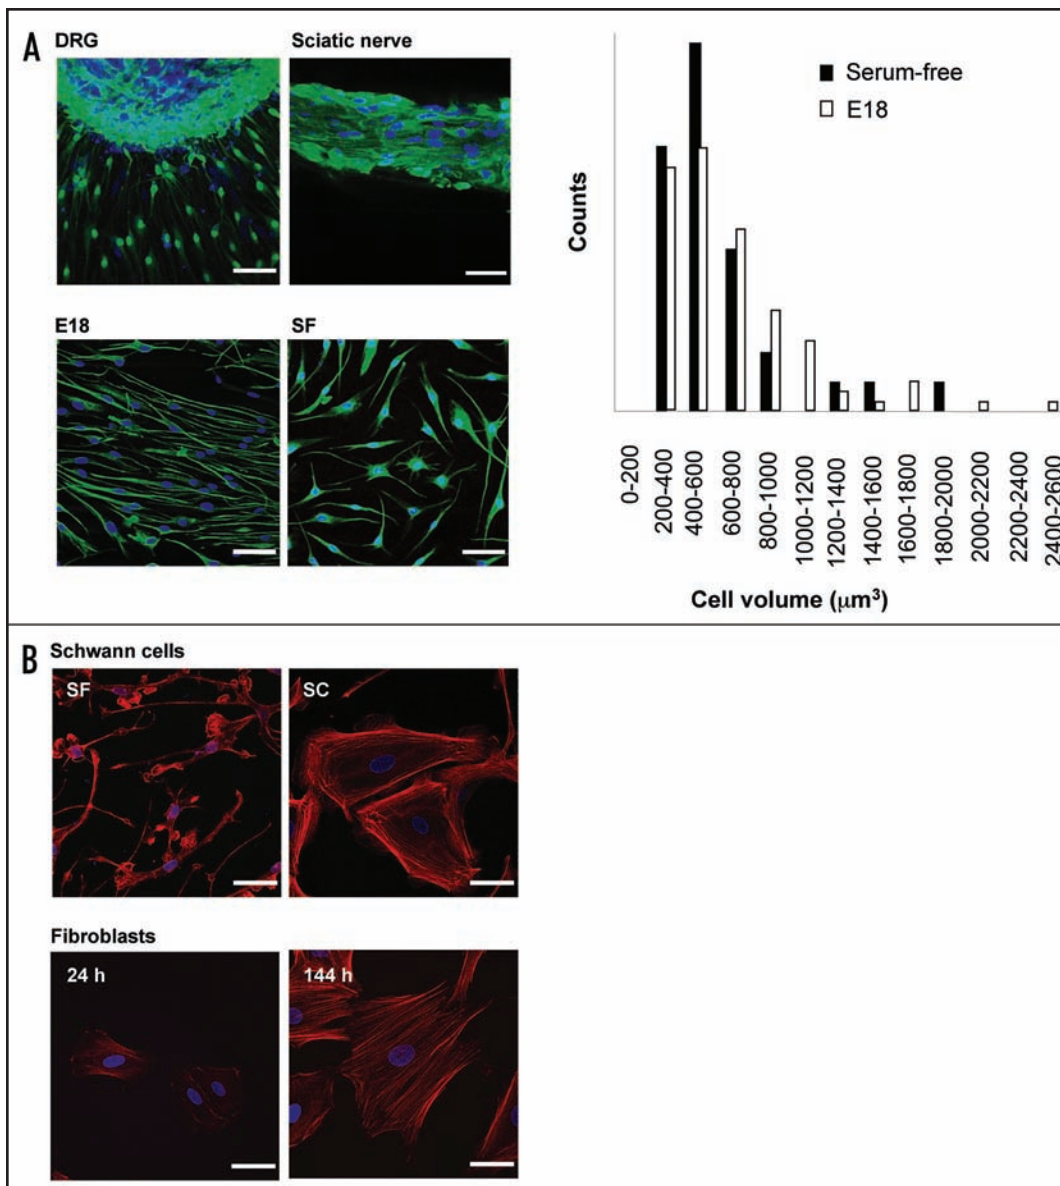 A
DRG
Sciatic nerve
E18
SF
Counts
Serum-free
E18
0-200
200-400
400-600
600-800
800-1000
1000-1200
1200-1400
1400-1600
1600-1800
1800-2000
2000-2200
2200-2400
2400-2600
Cell volume (μm³)
B
Schwann cells
SF
SC
Fibroblasts
24 h
144 h